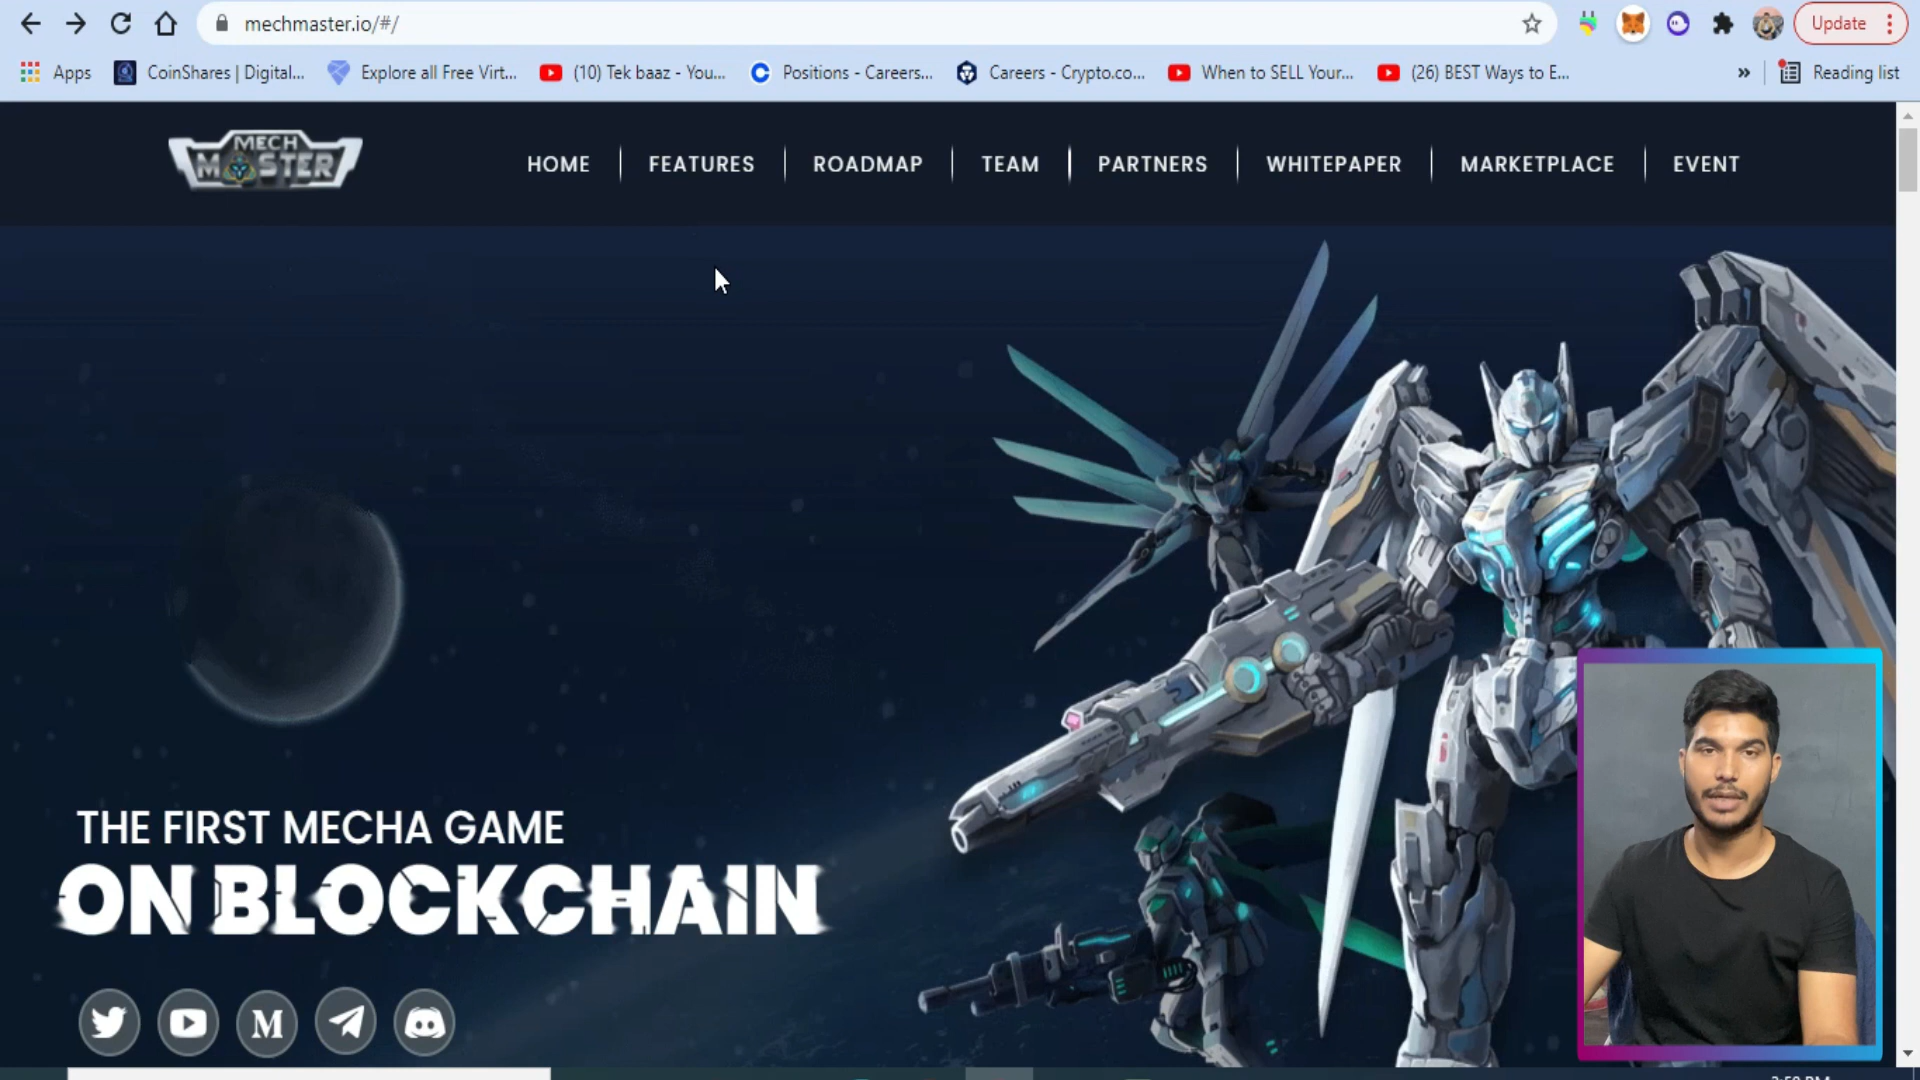 mechmaster.io/#/
Update
Apps
CoinShares | Digital...
Explore all Free Virt...
(10) Tek baaz - You...
Positions - Careers...
Careers - Crypto.co...
When to SELL Your...
(26) BEST Ways to E...
»
Reading list
MECH
MASTER
HOME
FEATURES
ROADMAP
TEAM
PARTNERS
WHITEPAPER
MARKETPLACE
EVENT
THE FIRST MECHA GAME
ON BLOCKCHAIN